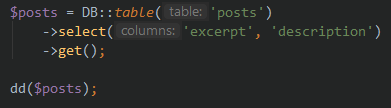 $posts = DB::table( table: 'posts')
->select( columns: 'excerpt', 'description')
->get();
dd($posts);